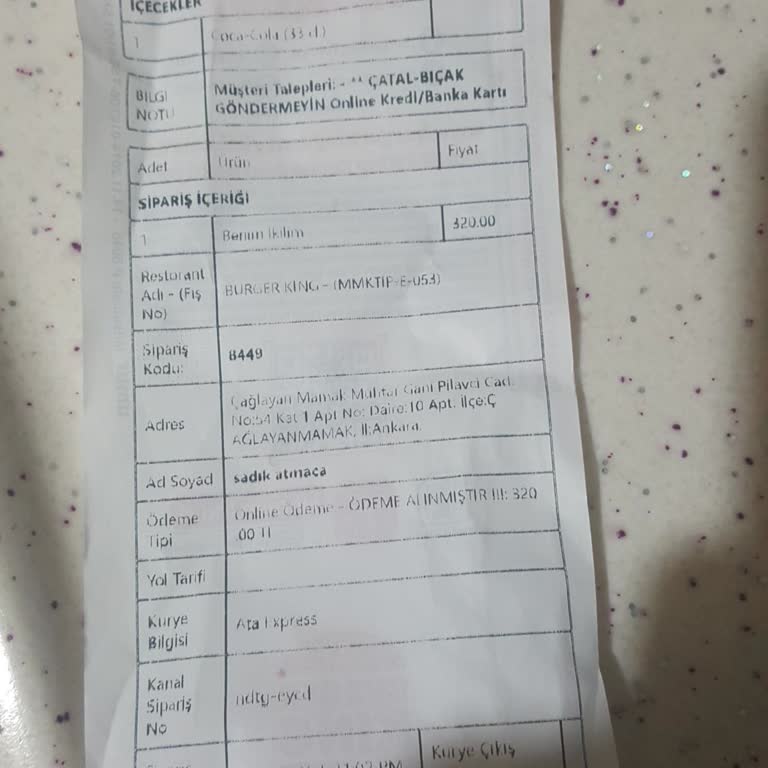 İÇECEKLER
1 Coca-Cola (33 cl.)
BİLGİ NOTU
Müşteri Talepleri: - ** ÇATAL-BIÇAK
GÖNDERMEYİN Online Kredi/Banka Kartı
Adet Ürün Fiyat
SİPARİŞ İÇERİĞİ
1 Benim İkilim 320.00
Restorant
Adı - (Fiş
No)
BURGER KING - (MMKTIP-E-053)
Sipariş
Kodu:
8449
Adres
Çağlayan Mamak Muhtar Gani Pilavcı Cad.
No:54 Kat 1 Apt No: Daire:10 Apt. İlçe:Ç
AĞLAYANMAMAK, İl:Ankara.
Ad Soyad sadık atmaca
Ödeme
Tipi
Online Ödeme - ÖDEME ALINMIŞTIR !!!: 320
.00 Tl
Yol Tarifi
Kurye
Bilgisi
Ata Express
Kanal
Sipariş
No
ndtg-eycd
Kurye Çıkış
PM